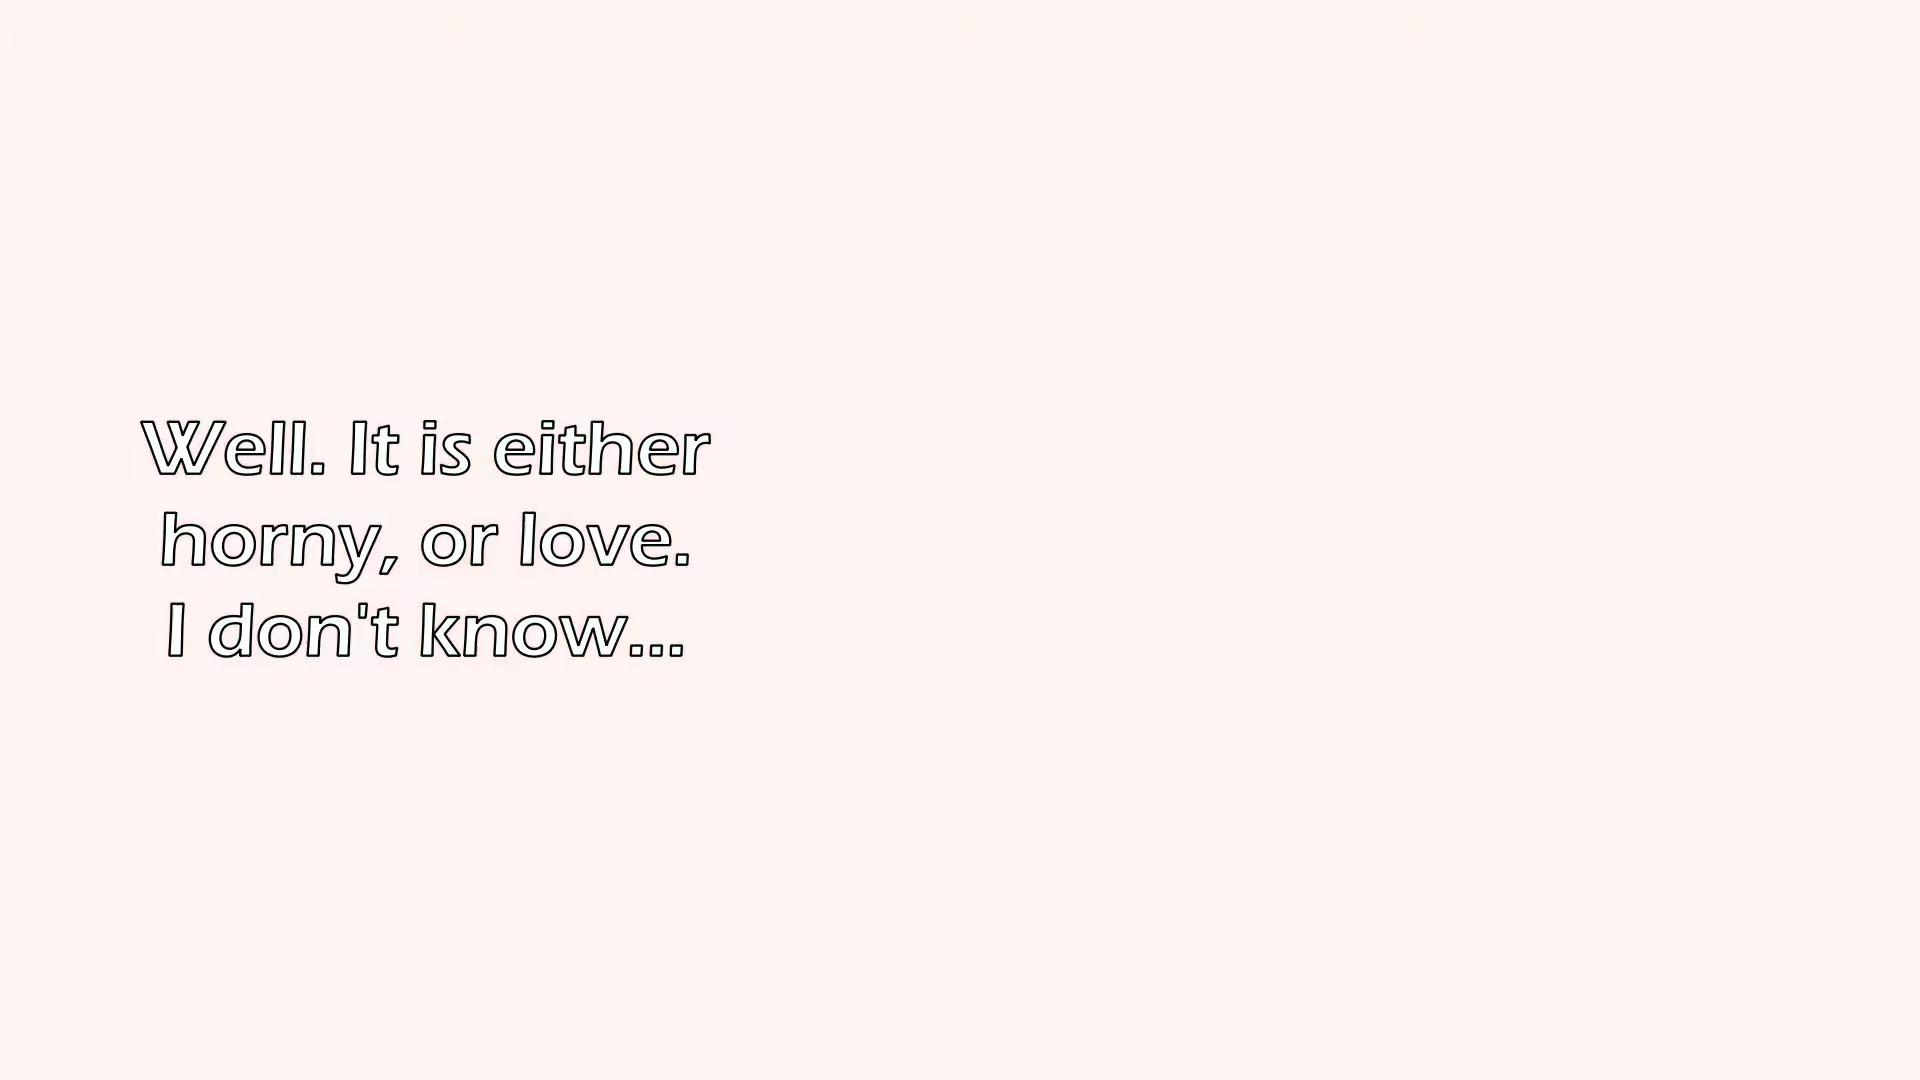 Well. It is either
horny, or love.
I don't know...